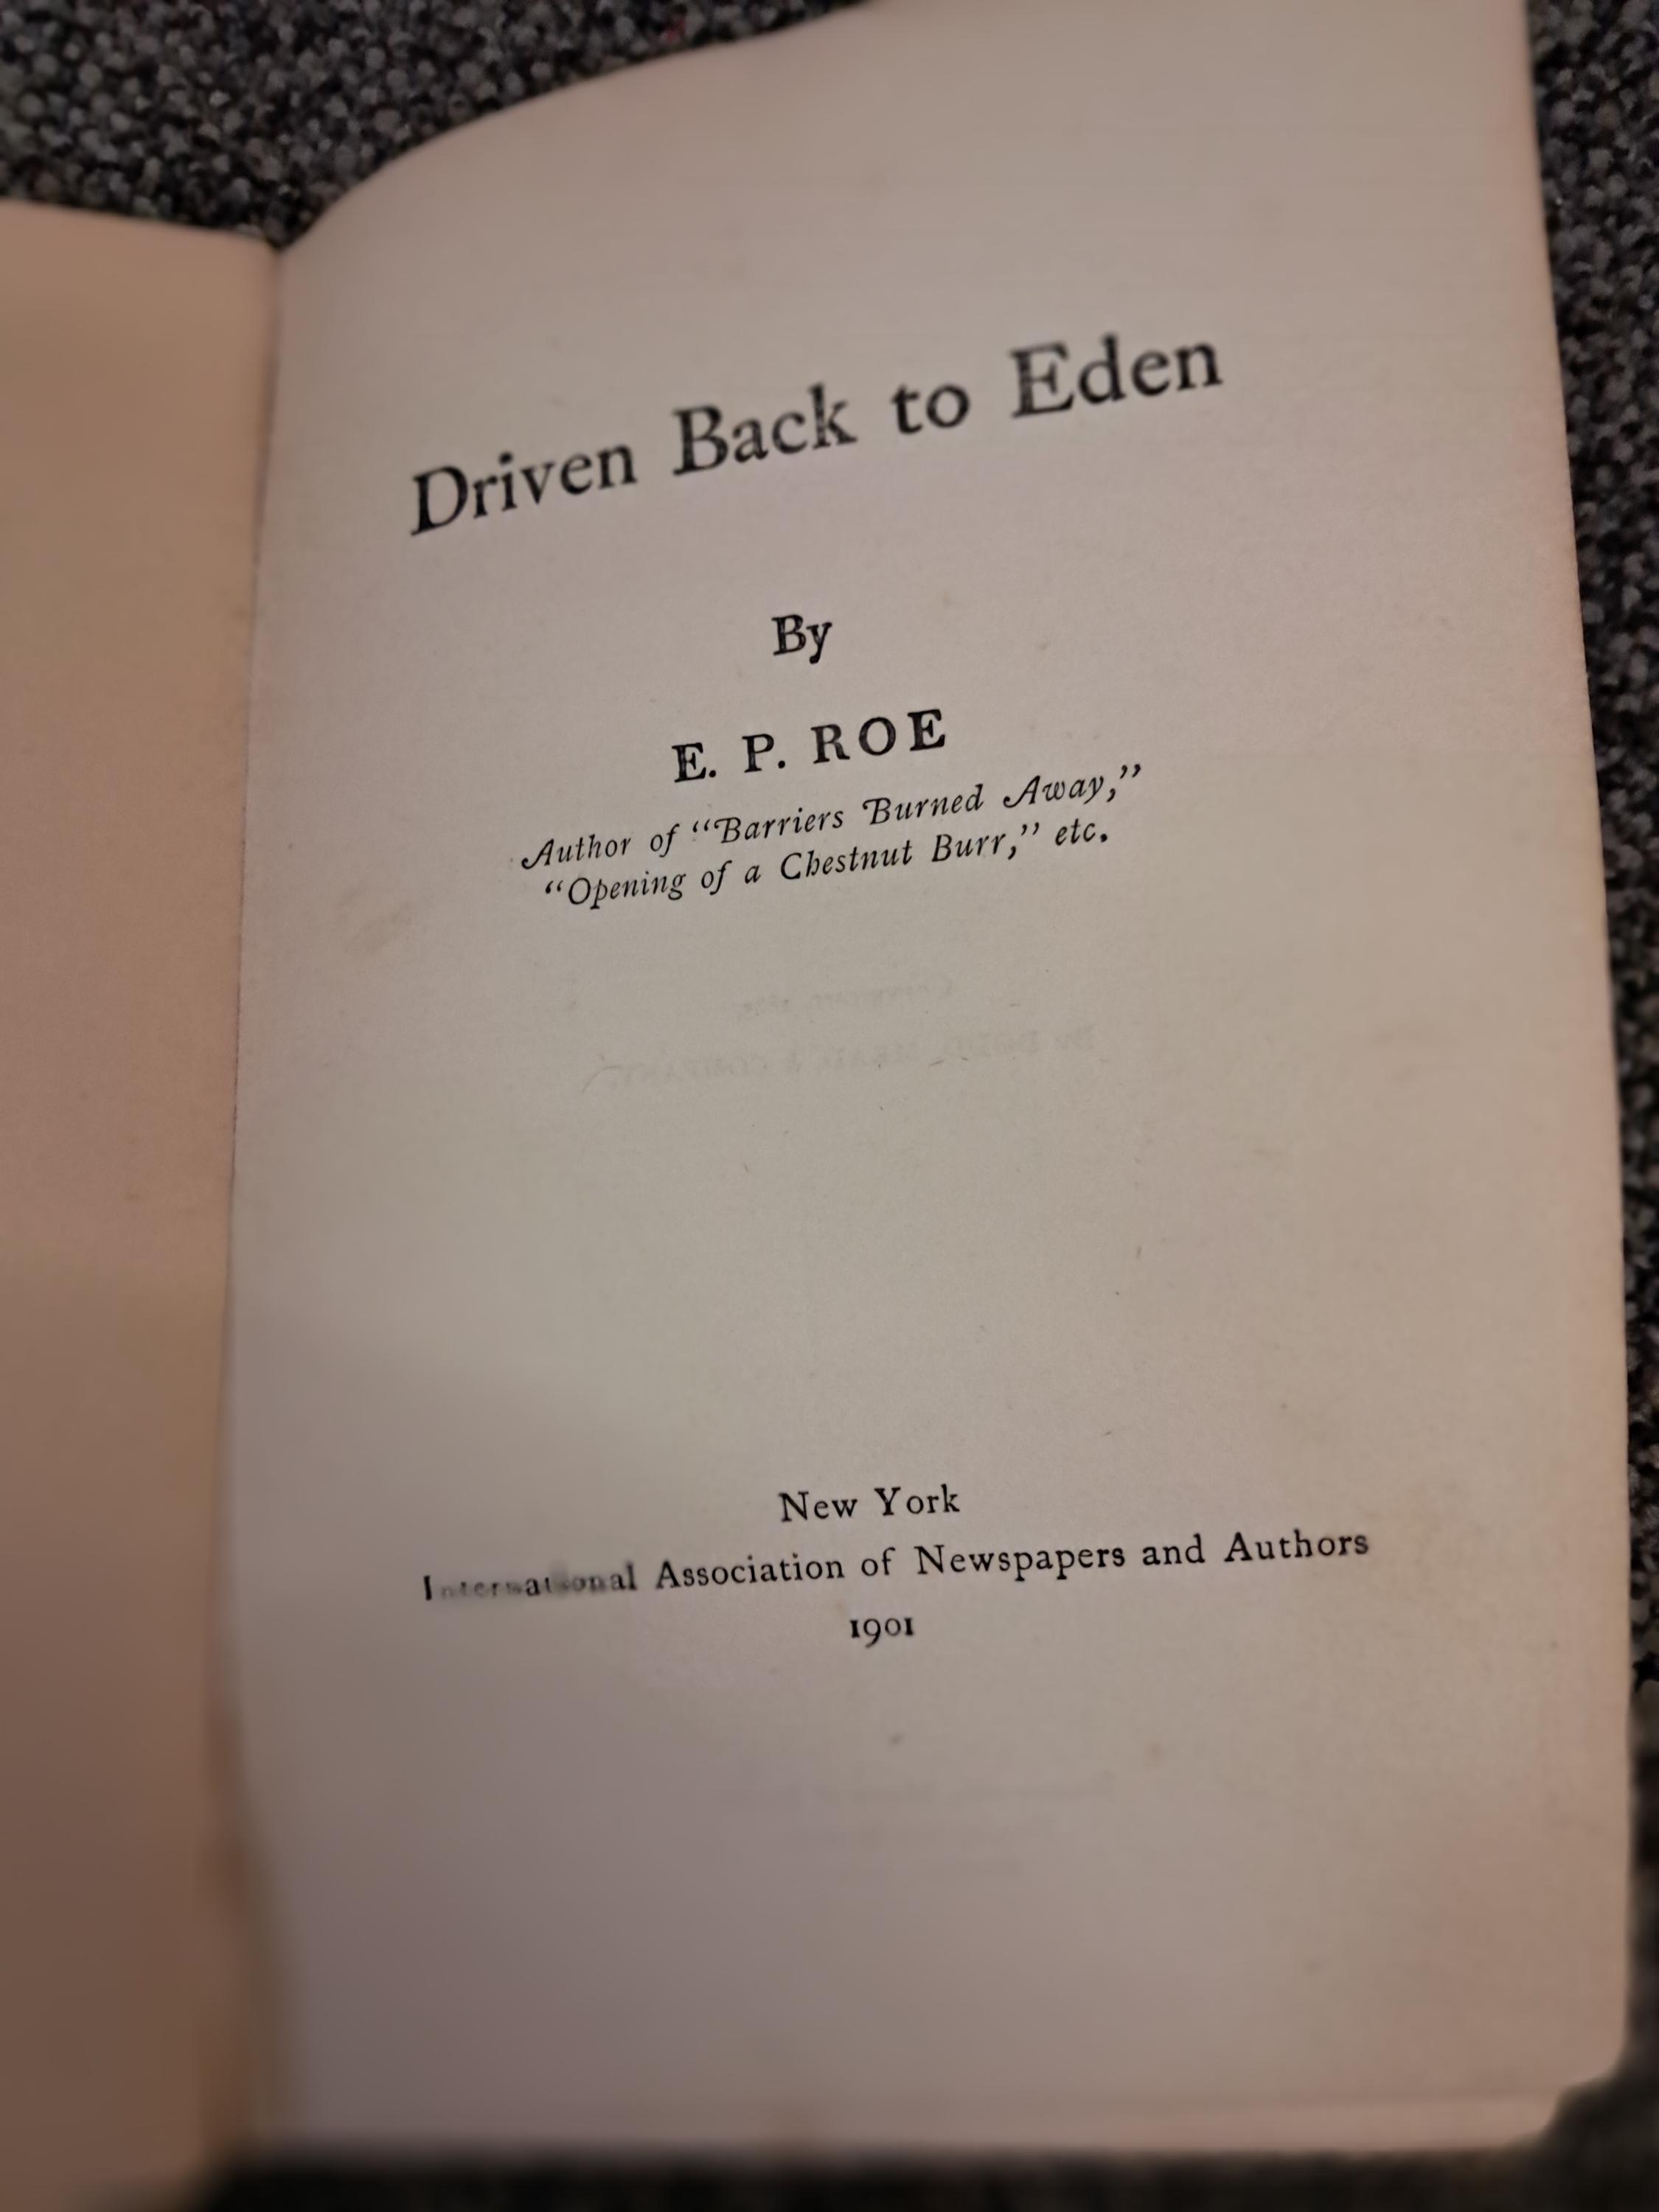 Driven Back to Eden
By
E. P. ROE
Author of “Barriers Burned Away,”
“Opening of a Chestnut Burr,” etc.
New York
International Association of Newspapers and Authors
1901